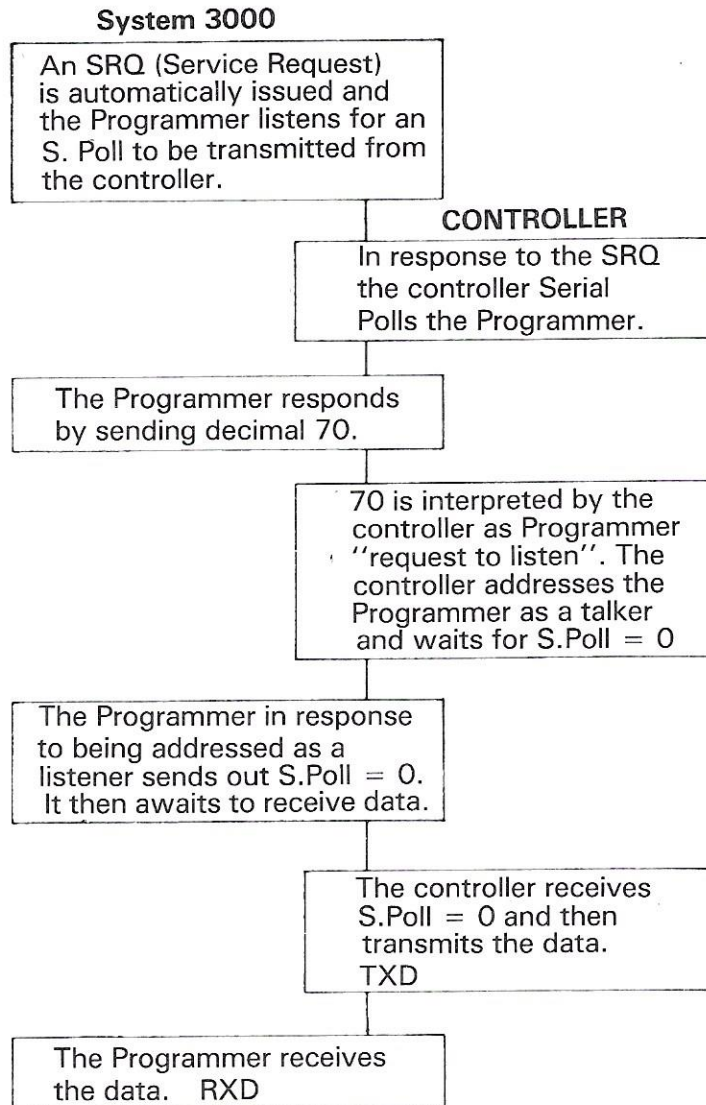 System 3000
An SRQ (Service Request)
is automatically issued and
the Programmer listens for an
S. Poll to be transmitted from
the controller.
CONTROLLER
In response to the SRQ
the controller Serial
Polls the Programmer.
The Programmer responds
by sending decimal 70.
70 is interpreted by the
controller as Programmer
''request to listen''. The
controller addresses the
Programmer as a talker
and waits for S.Poll = 0
The Programmer in response
to being addressed as a
listener sends out S.Poll = 0.
It then awaits to receive data.
The controller receives
S.Poll = 0 and then
transmits the data.
TXD
The Programmer receives
the data. RXD